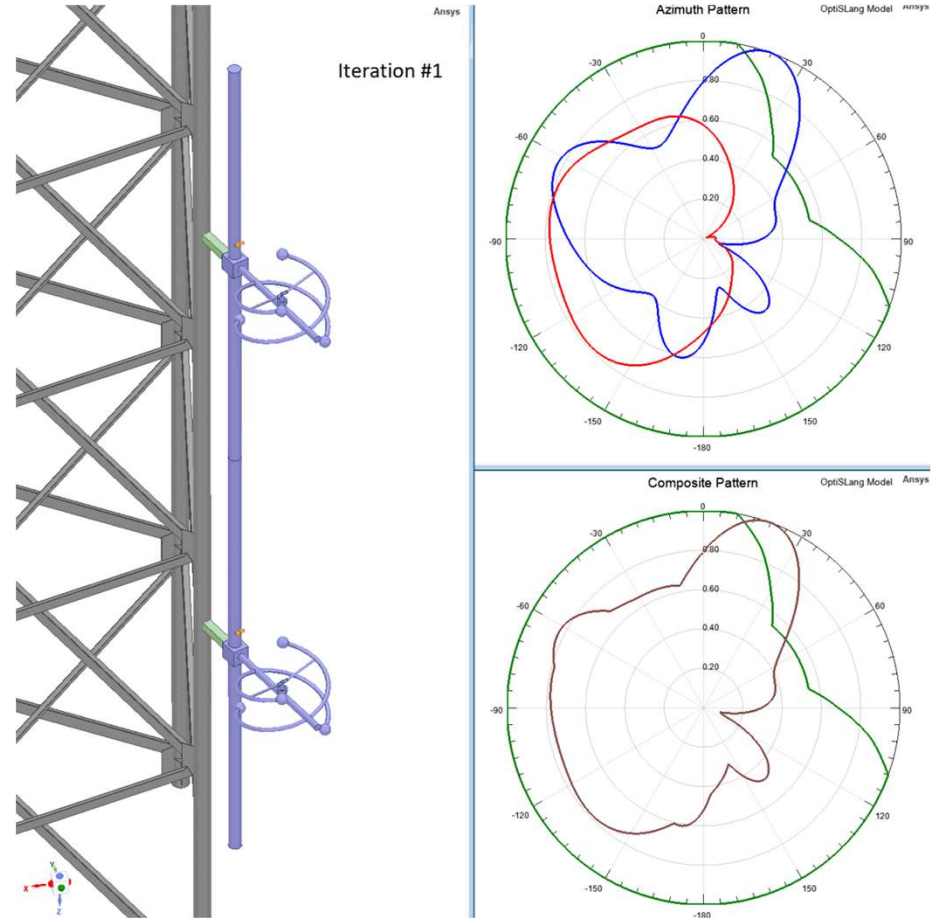 Ansys
Iteration #1
Azimuth Pattern
OptiSLang Model
Ansys
0
30
60
90
120
150
-180
-150
-120
-90
-60
-30
0.80
0.60
0.40
0.20
Composite Pattern
OptiSLang Model
Ansys
0
30
60
90
120
150
-180
-150
-120
-90
-60
-30
0.80
0.60
0.40
0.20
X
Y
Z